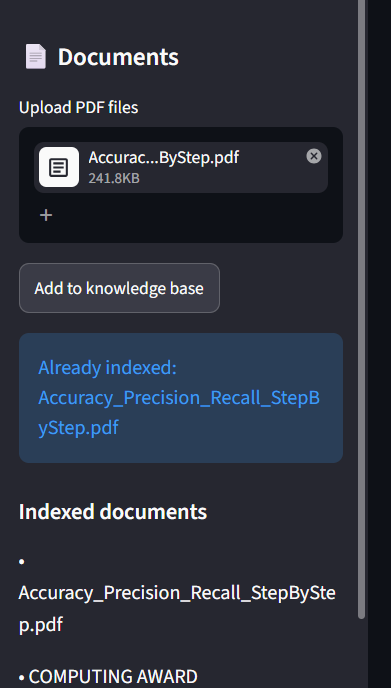 Documents
Upload PDF files
Accurac...ByStep.pdf
241.8KB
+
Add to knowledge base
Already indexed:
Accuracy_Precision_Recall_StepB
yStep.pdf
Indexed documents
•
Accuracy_Precision_Recall_StepBySte
p.pdf
• COMPUTING AWARD